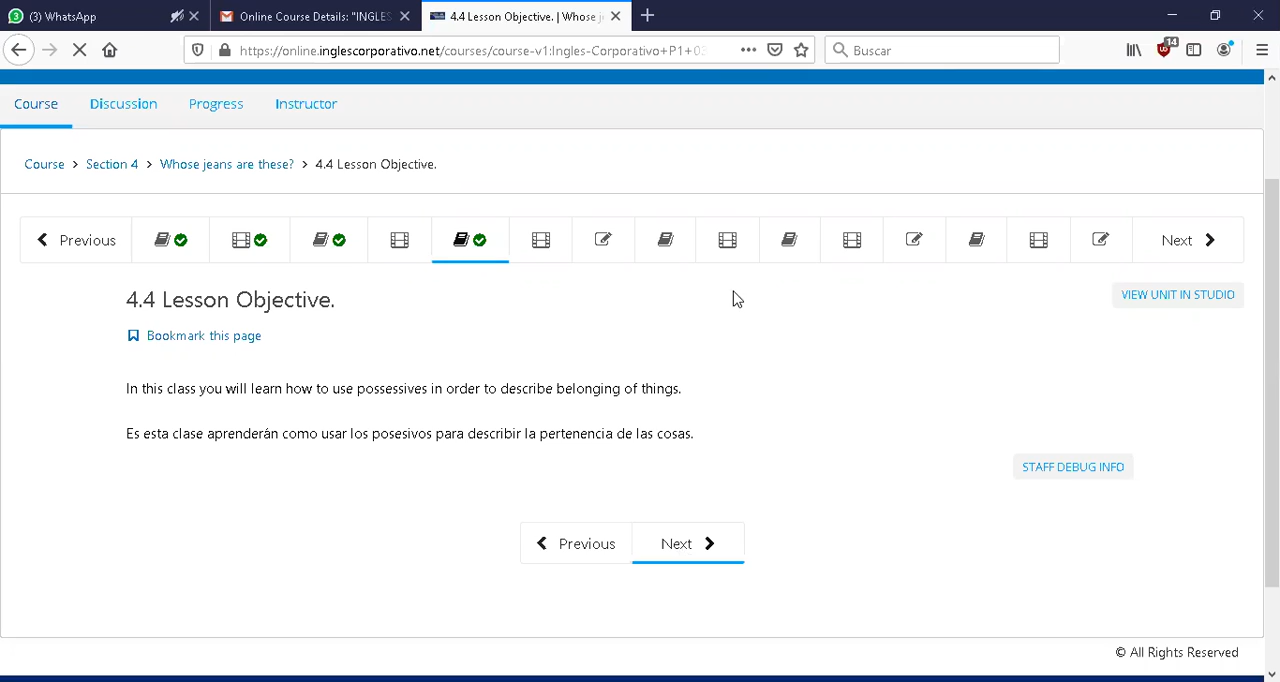 (3) WhatsApp
Online Course Details: "INGLES
4.4 Lesson Objective. | Whose j
https://online.inglescorporativo.net/courses/course-v1:Ingles-Corporativo+P1+03
Buscar
14
Course Discussion Progress Instructor
Course > Section 4 > Whose jeans are these? > 4.4 Lesson Objective.
Previous
Next
4.4 Lesson Objective.
VIEW UNIT IN STUDIO
Bookmark this page
In this class you will learn how to use possessives in order to describe belonging of things.
Es esta clase aprenderán como usar los posesivos para describir la pertenencia de las cosas.
STAFF DEBUG INFO
Previous
Next
© All Rights Reserved